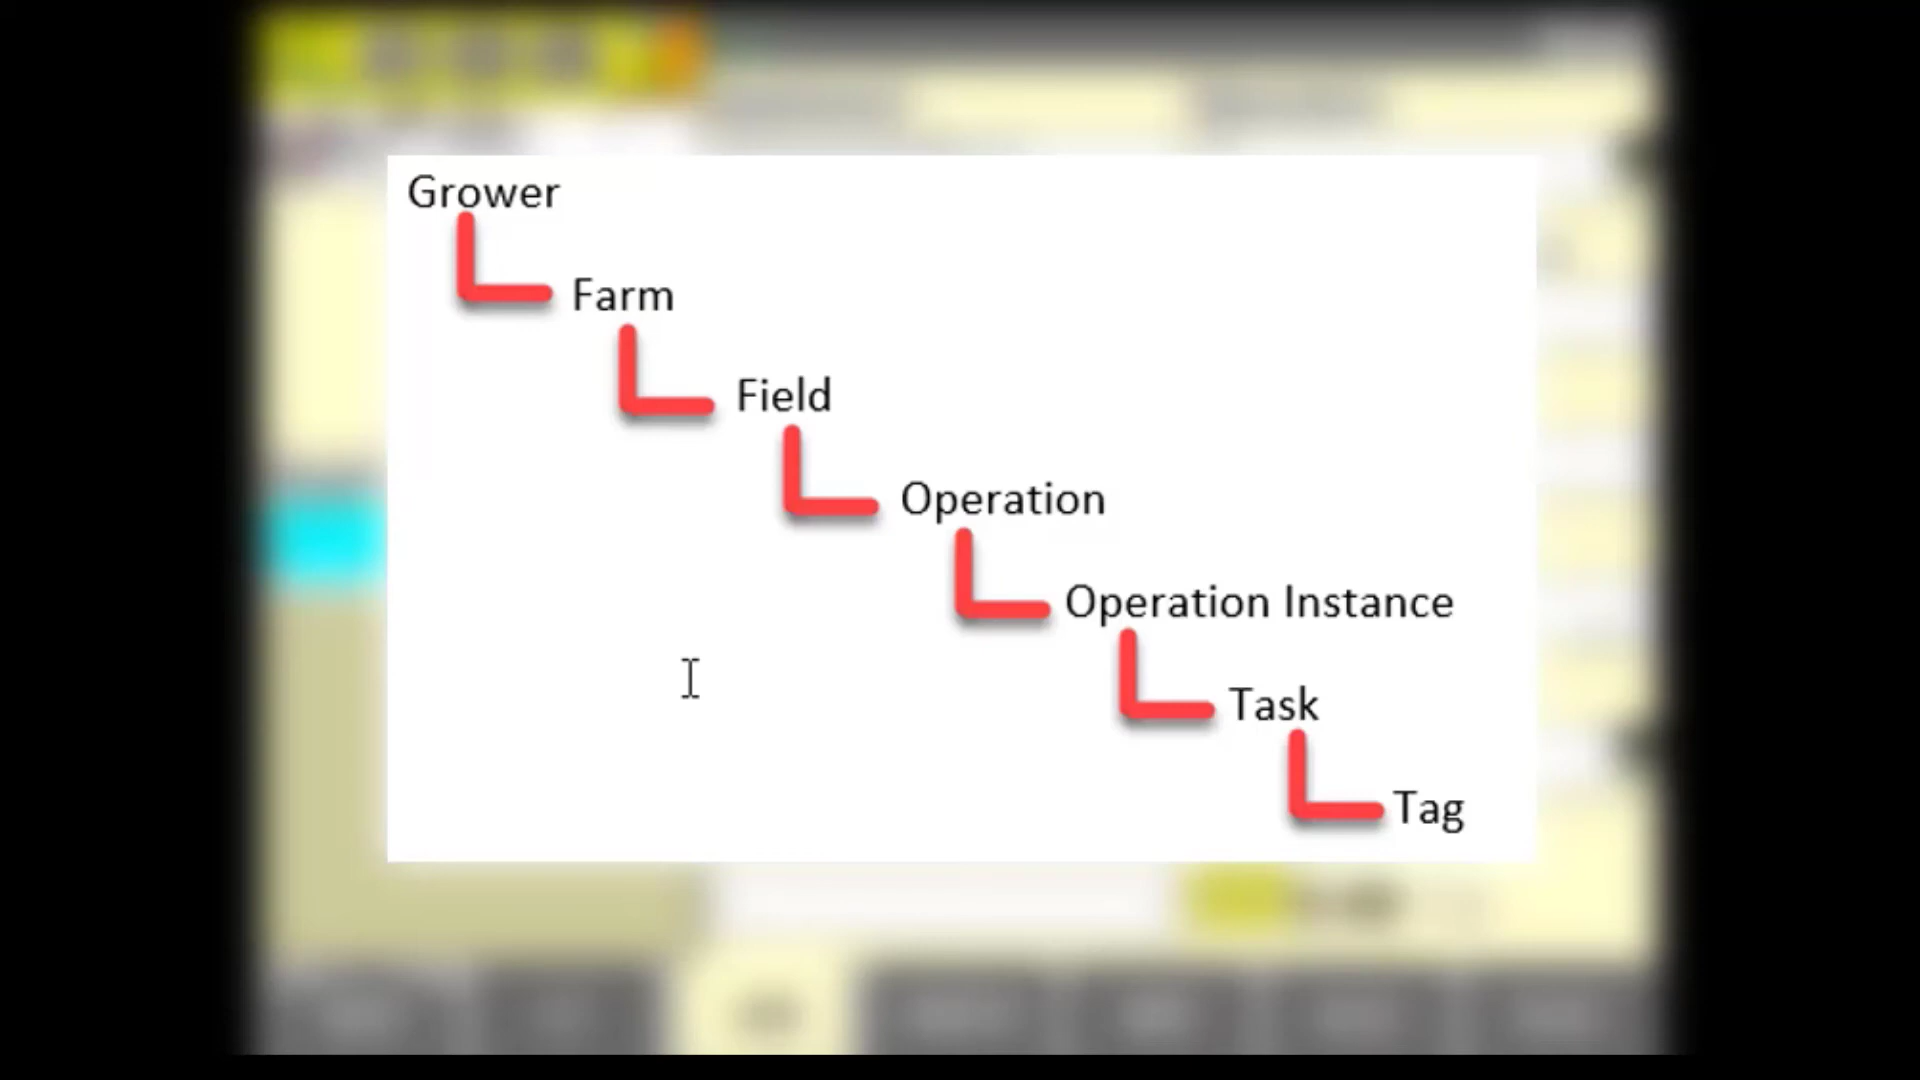 Grower
Farm
Field
Operation
Operation Instance
Task
Tag